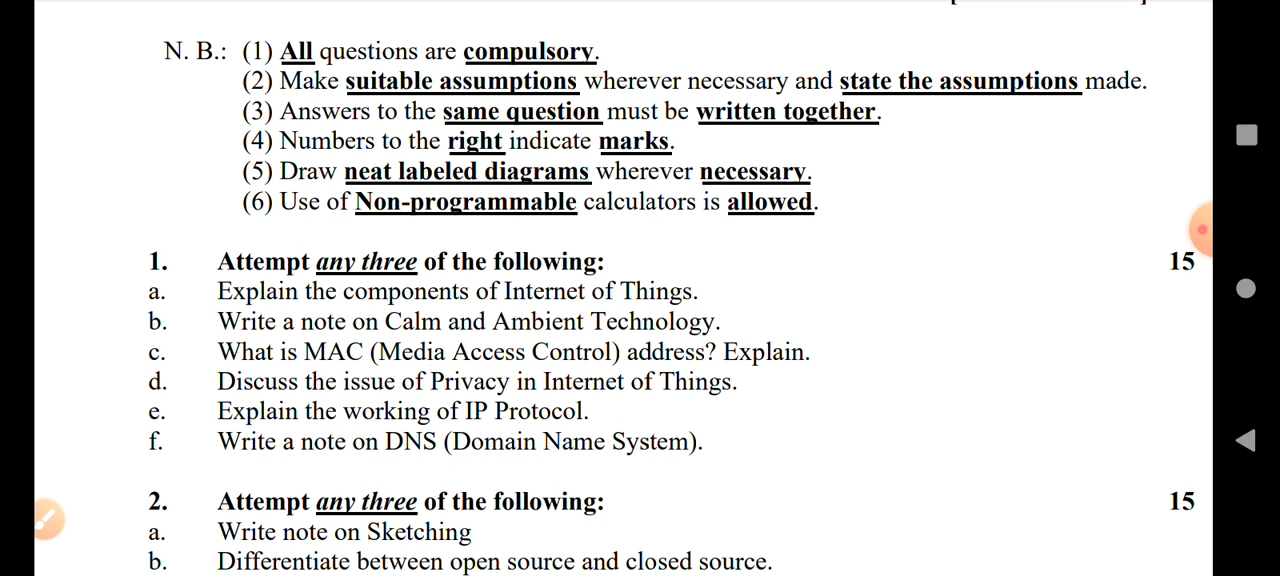 N. B.: (1) All questions are compulsory.
(2) Make suitable assumptions wherever necessary and state the assumptions made.
(3) Answers to the same question must be written together.
(4) Numbers to the right indicate marks.
(5) Draw neat labeled diagrams wherever necessary.
(6) Use of Non-programmable calculators is allowed.
1. Attempt any three of the following: 15
a. Explain the components of Internet of Things.
b. Write a note on Calm and Ambient Technology.
c. What is MAC (Media Access Control) address? Explain.
d. Discuss the issue of Privacy in Internet of Things.
e. Explain the working of IP Protocol.
f. Write a note on DNS (Domain Name System).
2. Attempt any three of the following: 15
a. Write note on Sketching
b. Differentiate between open source and closed source.